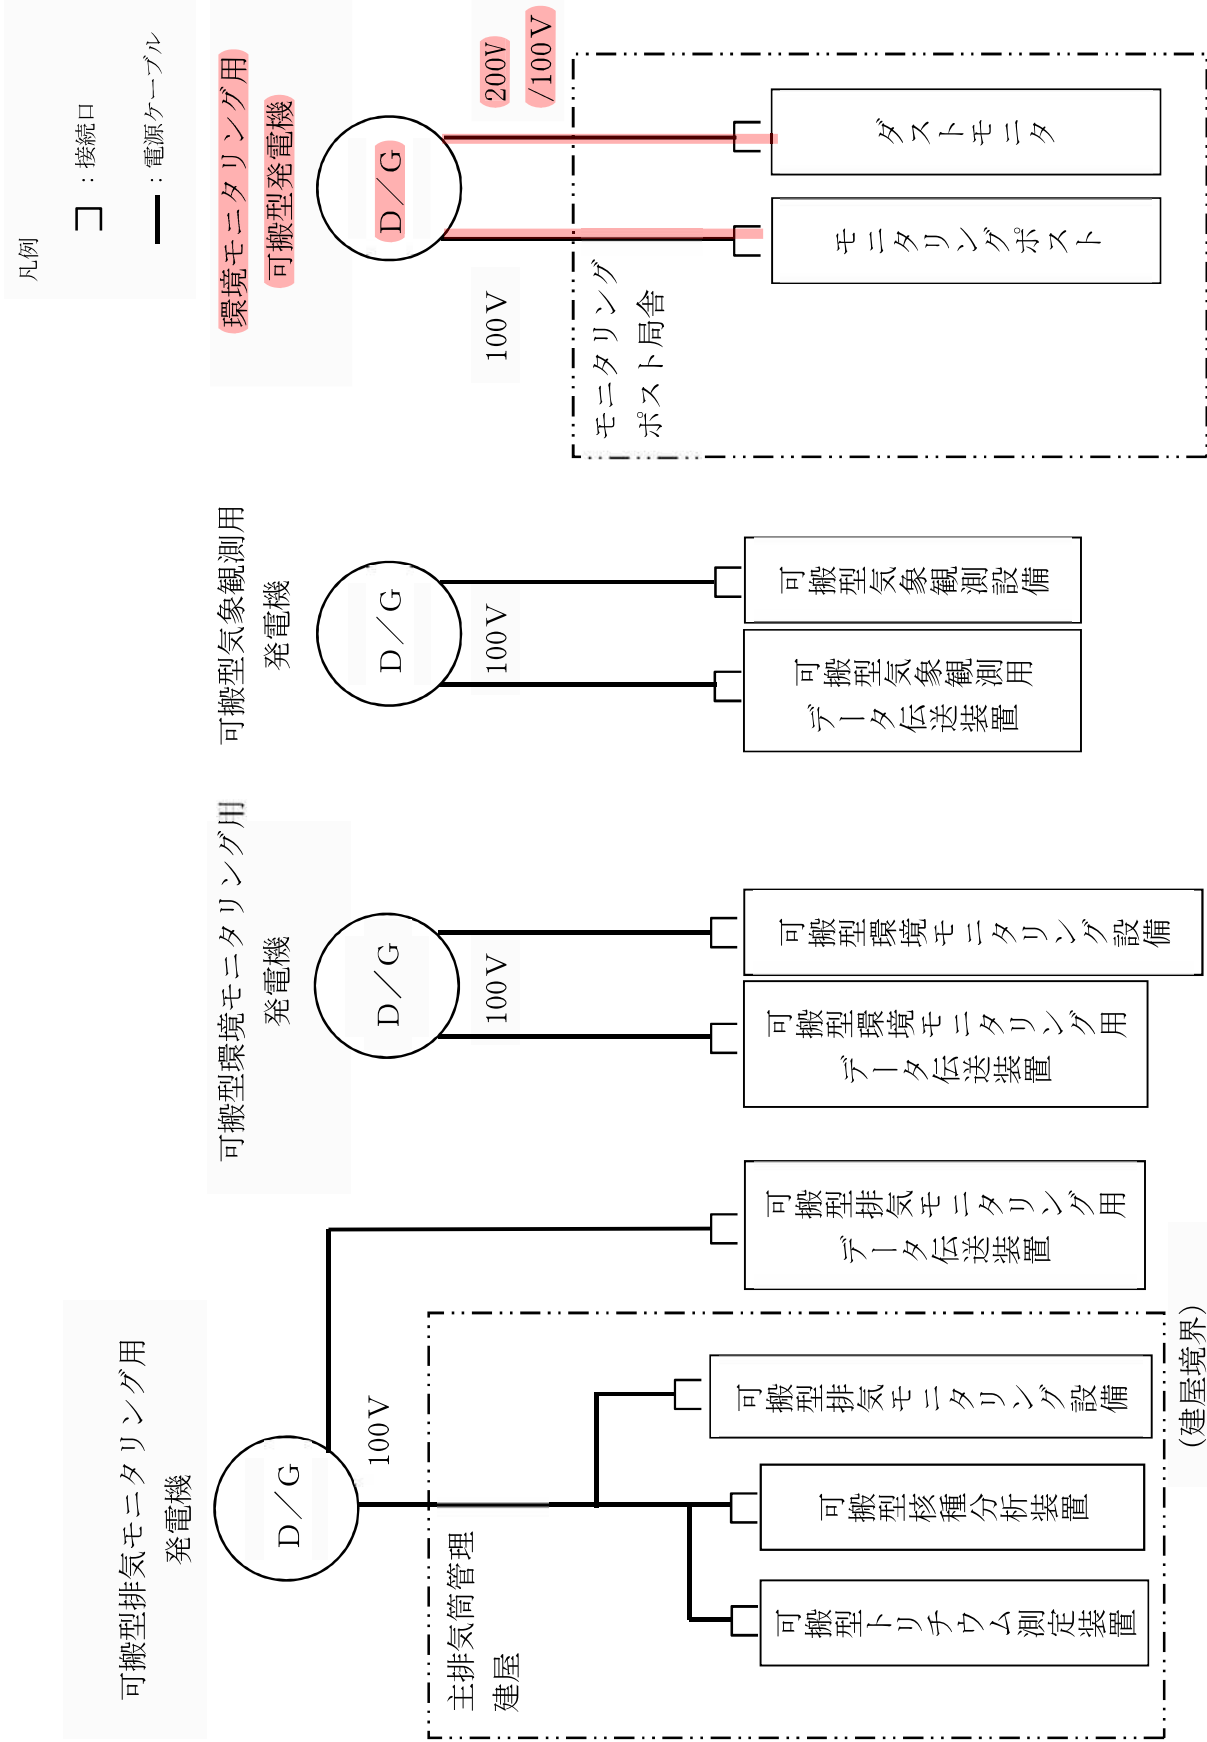 可搬型排気モニタリング用
発電機
D/G
100V
主排気筒管理
建屋
可搬型トリチウム測定装置
可搬型核種分析装置
可搬型排気モニタリング設備
(建屋境界)
可搬型排気モニタリング用
データ伝送装置
可搬型環境モニタリング用
発電機
D/G
100V
可搬型環境モニタリング用
データ伝送装置
可搬型環境モニタリング設備
可搬型気象観測用
発電機
D/G
100V
可搬型気象観測用
データ伝送装置
可搬型気象観測設備
環境モニタリング用
可搬型発電機
D/G
100V
200V
/100V
モニタリング
ポスト局舎
モニタリングポスト
ダストモニタ
凡例
:接続口
:電源ケーブル